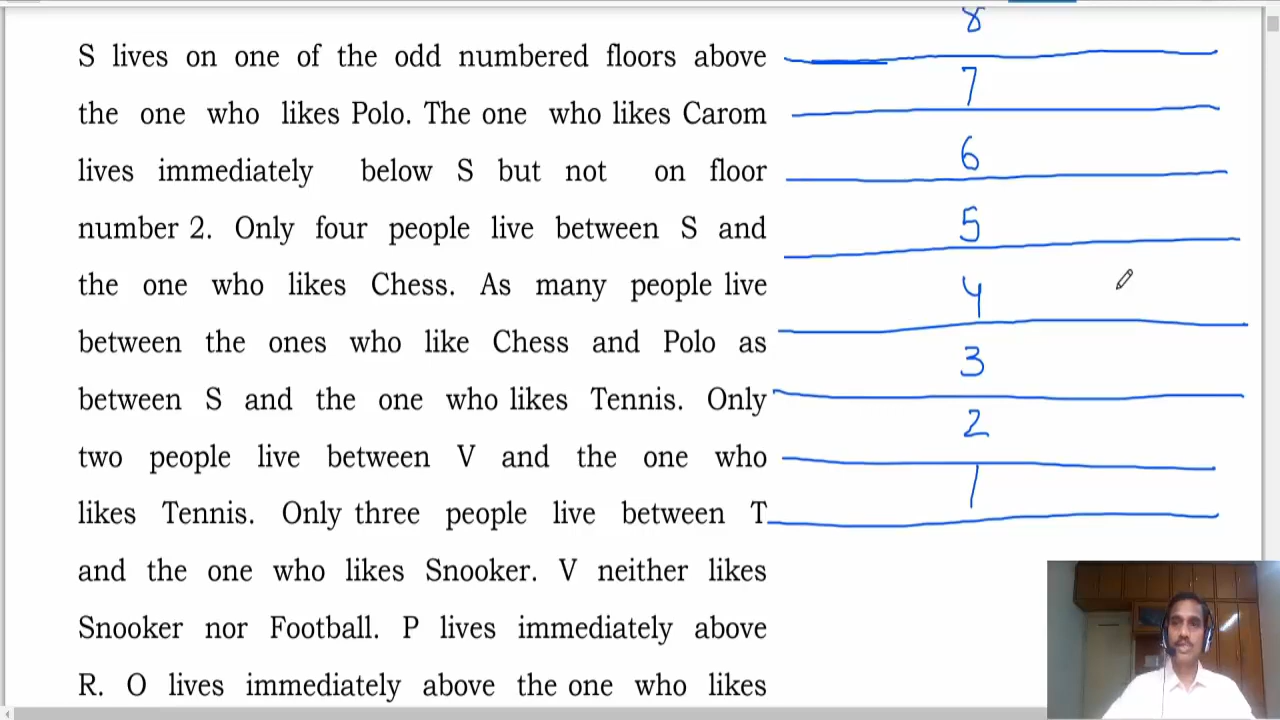 S lives on one of the odd numbered floors above
the one who likes Polo. The one who likes Carom
lives immediately below S but not on floor
number 2. Only four people live between S and
the one who likes Chess. As many people live
between the ones who like Chess and Polo as
between S and the one who likes Tennis. Only
two people live between V and the one who
likes Tennis. Only three people live between T
and the one who likes Snooker. V neither likes
Snooker nor Football. P lives immediately above
R. O lives immediately above the one who likes
8
7
6
5
4
3
2
1